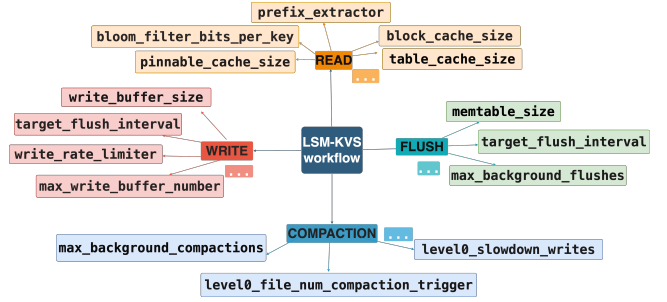 prefix_extractor
bloom_filter_bits_per_key
block_cache_size
pinnable_cache_size
READ
table_cache_size
...
write_buffer_size
memtable_size
target_flush_interval
LSM-KVS
workflow
target_flush_interval
write_rate_limiter
WRITE
FLUSH
...
...
max_write_buffer_number
max_background_flushes
COMPACTION
...
max_background_compactions
level0_slowdown_writes
level0_file_num_compaction_trigger